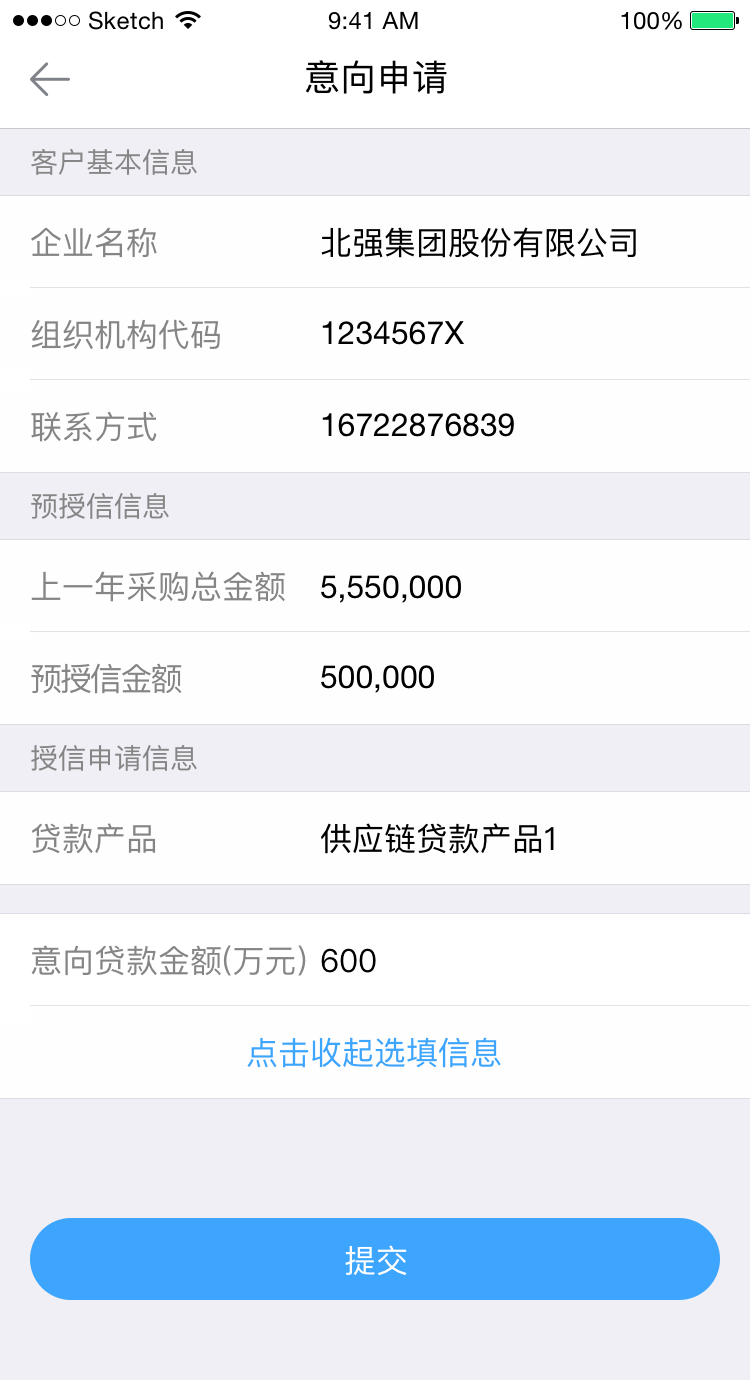 Sketch 9:41 AM 100%
意向申请
客户基本信息
企业名称 北强集团股份有限公司
组织机构代码 1234567X
联系方式 16722876839
预授信信息
上一年采购总金额 5,550,000
预授信金额 500,000
授信申请信息
贷款产品 供应链贷款产品1
意向贷款金额(万元) 600
点击收起选填信息
提交